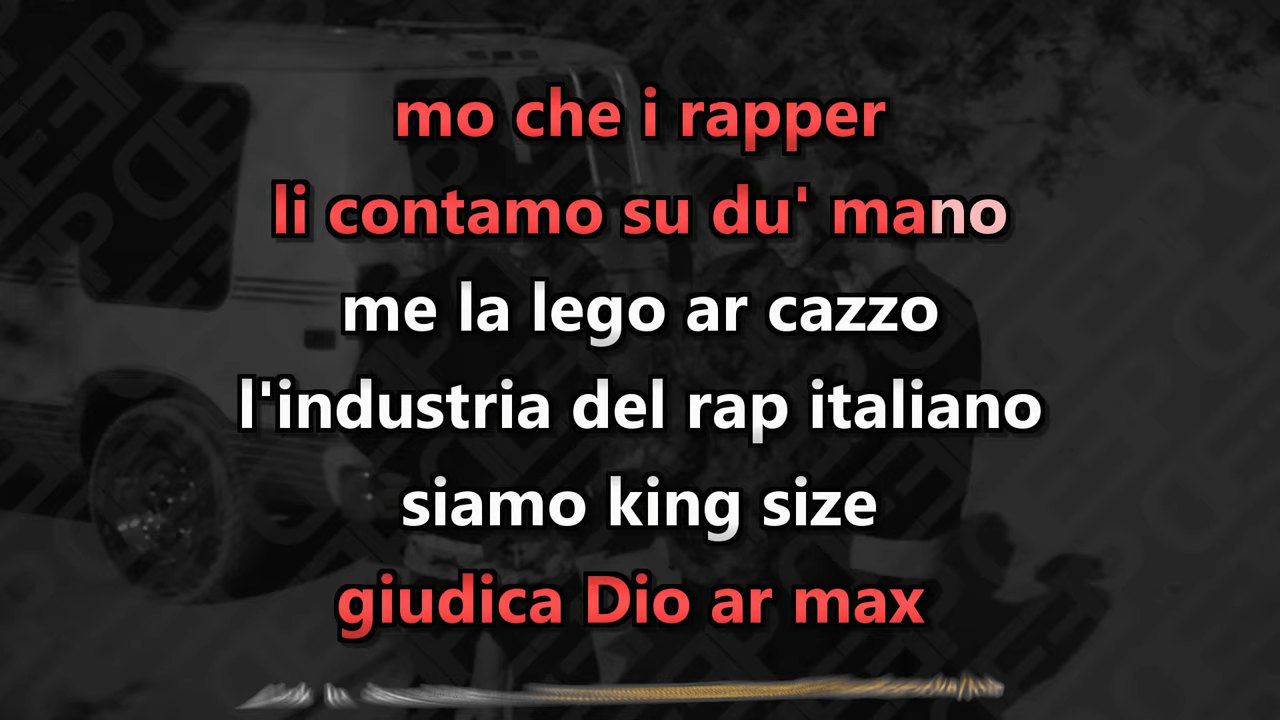 mo che i rapper
li contamo su du' mano
me la lego ar cazzo
l'industria del rap italiano
siamo king size
giudica Dio ar max